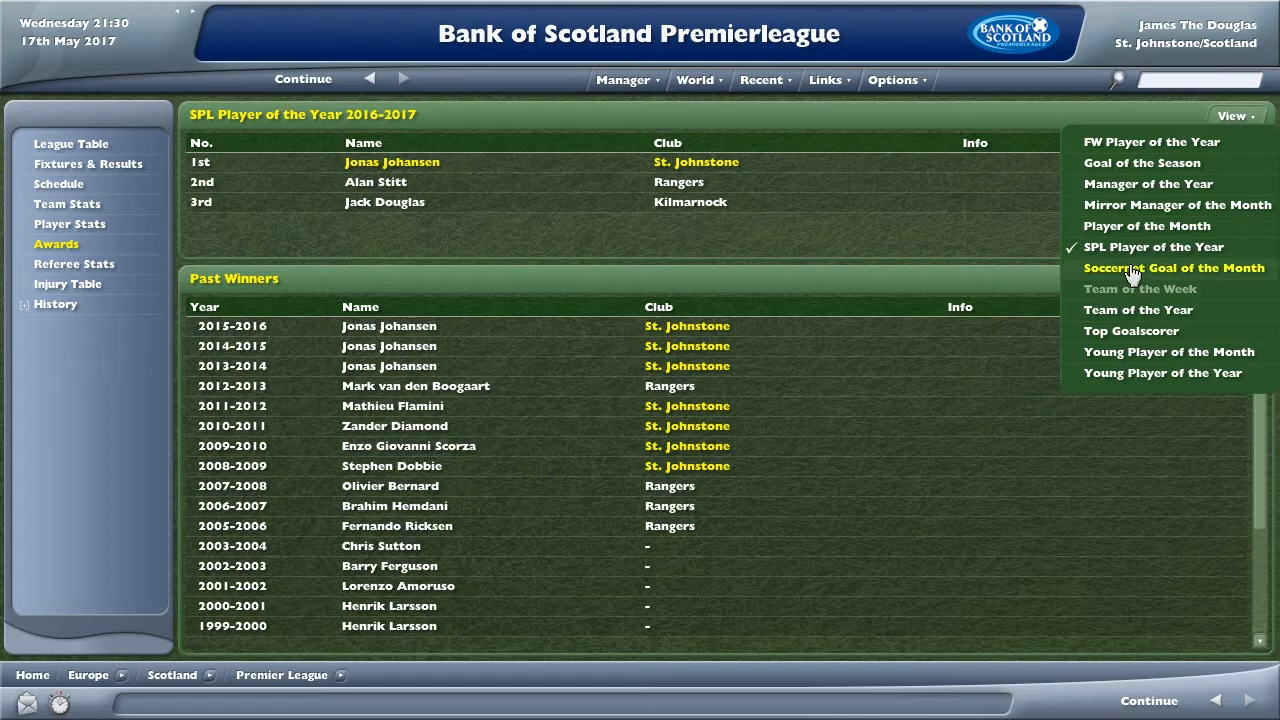 Wednesday 21:30
17th May 2017
Bank of Scotland Premierleague
BANK OF SCOTLAND
PREMIERLEAGUE
James The Douglas
St. Johnstone/Scotland
Continue
Manager World Recent Links Options
League Table
Fixtures & Results
Schedule
Team Stats
Player Stats
Awards
Referee Stats
Injury Table
History
SPL Player of the Year 2016-2017
View
No. Name Club Info
1st Jonas Johansen St. Johnstone
2nd Alan Stitt Rangers
3rd Jack Douglas Kilmarnock
FW Player of the Year
Goal of the Season
Manager of the Year
Mirror Manager of the Month
Player of the Month
SPL Player of the Year
Soccernet Goal of the Month
Team of the Week
Team of the Year
Top Goalscorer
Young Player of the Month
Young Player of the Year
Past Winners
Year Name Club Info
2015-2016 Jonas Johansen St. Johnstone
2014-2015 Jonas Johansen St. Johnstone
2013-2014 Jonas Johansen St. Johnstone
2012-2013 Mark van den Boogaart Rangers
2011-2012 Mathieu Flamini St. Johnstone
2010-2011 Zander Diamond St. Johnstone
2009-2010 Enzo Giovanni Scorza St. Johnstone
2008-2009 Stephen Dobbie St. Johnstone
2007-2008 Olivier Bernard Rangers
2006-2007 Brahim Hemdani Rangers
2005-2006 Fernando Ricksen Rangers
2003-2004 Chris Sutton -
2002-2003 Barry Ferguson -
2001-2002 Lorenzo Amoruso -
2000-2001 Henrik Larsson -
1999-2000 Henrik Larsson -
Home Europe Scotland Premier League
Continue